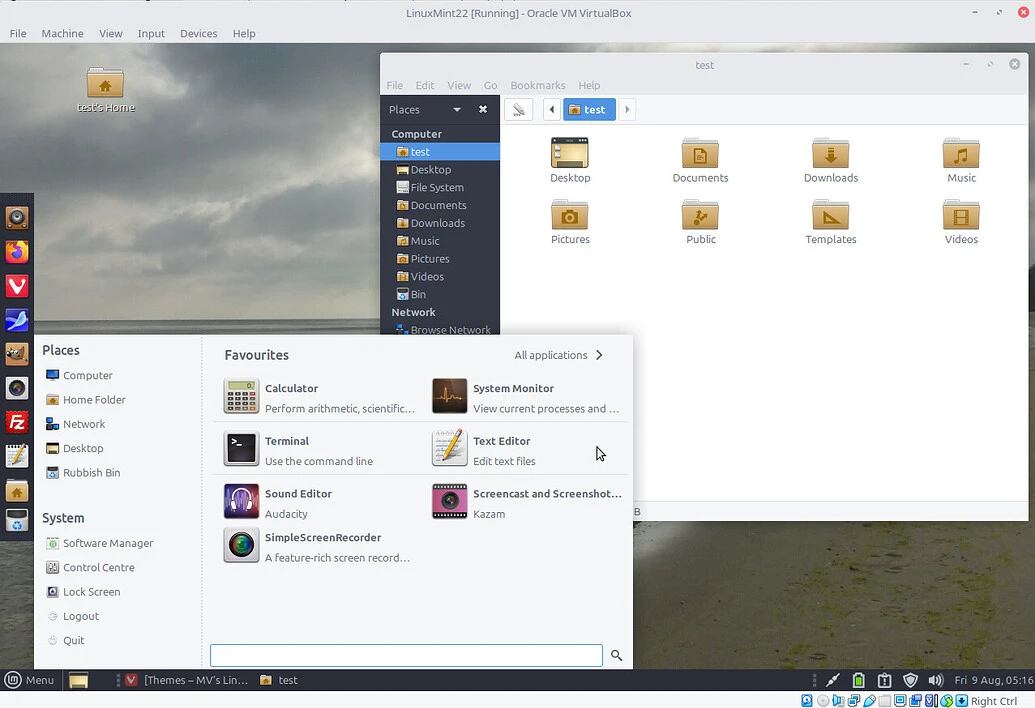 LinuxMint22 [Running] - Oracle VM VirtualBox
File Machine View Input Devices Help
test's Home
test
File Edit View Go Bookmarks Help
Places
test
Computer
test
Desktop
File System
Documents
Downloads
Music
Pictures
Videos
Bin
Network
Browse Network
Desktop Documents Downloads Music
Pictures Public Templates Videos
B
Places
Computer
Home Folder
Network
Desktop
Rubbish Bin
System
Software Manager
Control Centre
Lock Screen
Logout
Quit
Favourites
All applications
Calculator
Perform arithmetic, scientific...
System Monitor
View current processes and ...
Terminal
Use the command line
Text Editor
Edit text files
Sound Editor
Audacity
Screencast and Screenshot...
Kazam
SimpleScreenRecorder
A feature-rich screen record...
Menu
[Themes – MV's Lin...
test
Fri 9 Aug, 05:16
Right Ctrl